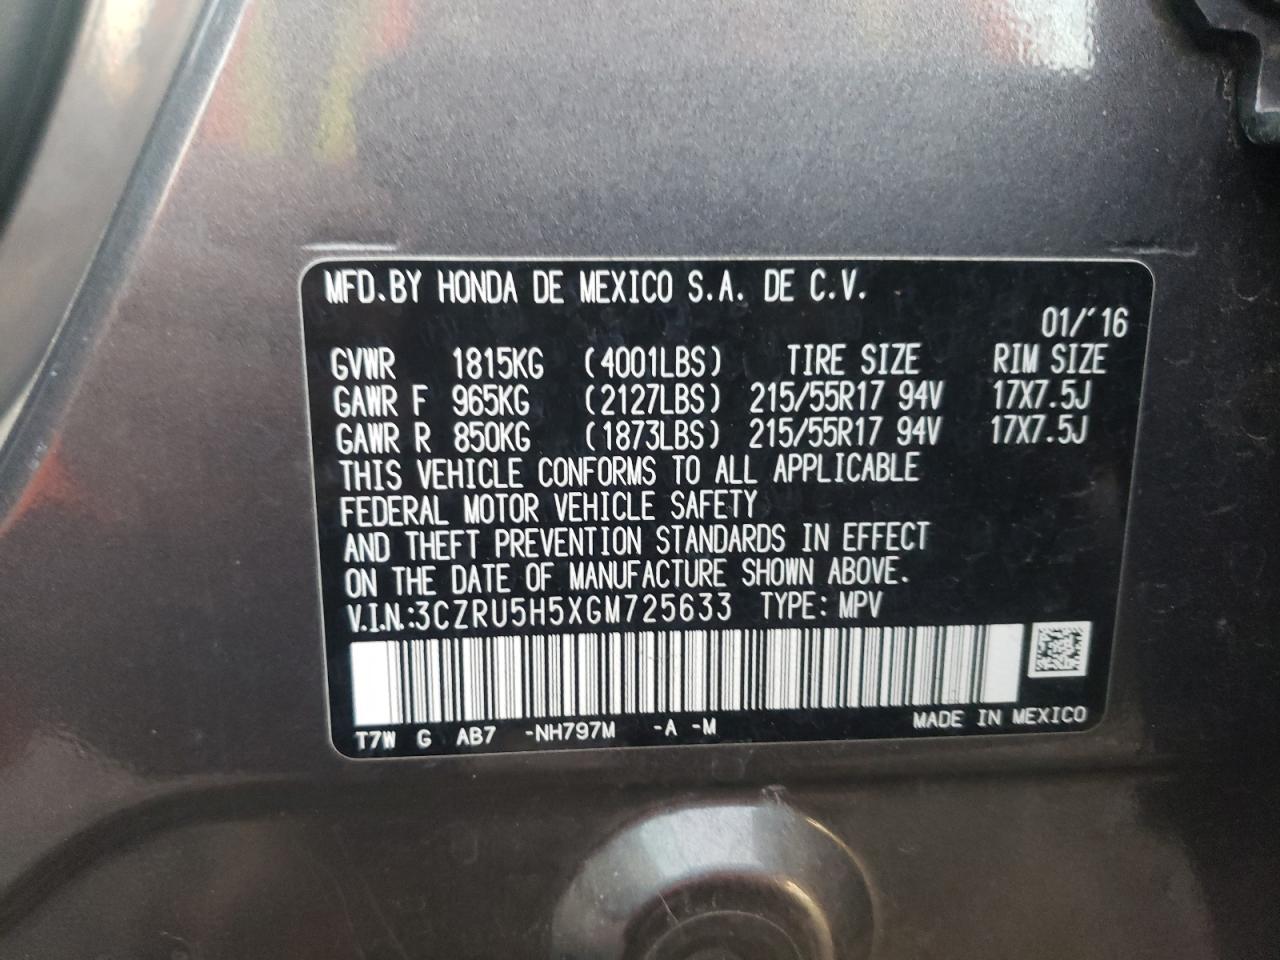 MFD.BY HONDA DE MEXICO S.A. DE C.V.
01/'16
GVWR 1815KG (4001LBS) TIRE SIZE RIM SIZE
GAWR F 965KG (2127LBS) 215/55R17 94V 17X7.5J
GAWR R 850KG (1873LBS) 215/55R17 94V 17X7.5J
THIS VEHICLE CONFORMS TO ALL APPLICABLE
FEDERAL MOTOR VEHICLE SAFETY
AND THEFT PREVENTION STANDARDS IN EFFECT
ON THE DATE OF MANUFACTURE SHOWN ABOVE.
V.I.N.:3CZRU5H5XGM725633 TYPE: MPV
T7W G AB7 -NH797M -A -M MADE IN MEXICO